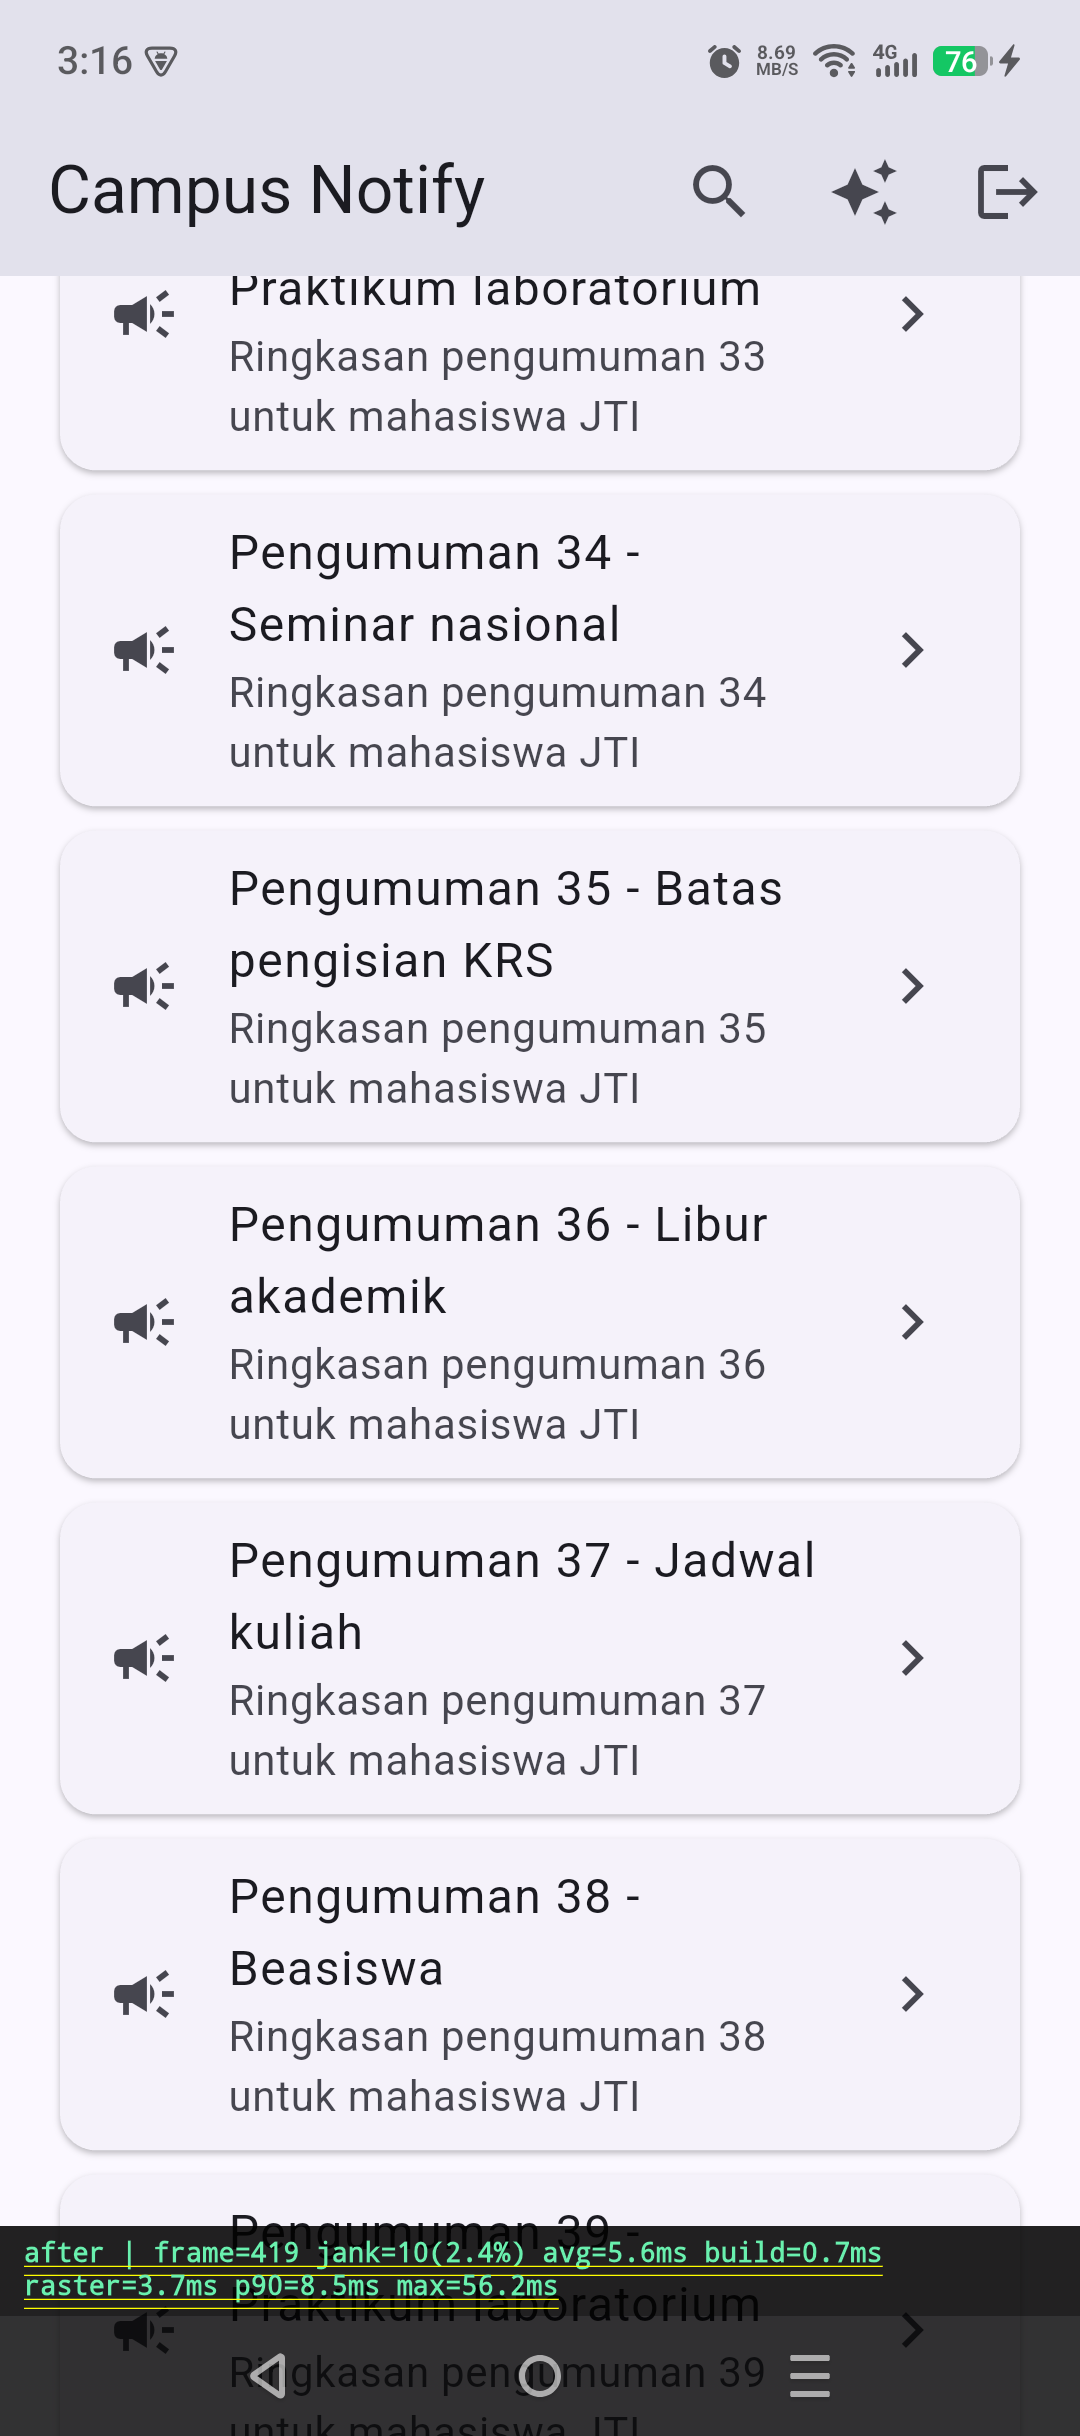 3:16
8.69
MB/S
4G
76
Campus Notify
Praktikum laboratorium
Ringkasan pengumuman 33
untuk mahasiswa JTI
Pengumuman 34 -
Seminar nasional
Ringkasan pengumuman 34
untuk mahasiswa JTI
Pengumuman 35 - Batas
pengisian KRS
Ringkasan pengumuman 35
untuk mahasiswa JTI
Pengumuman 36 - Libur
akademik
Ringkasan pengumuman 36
untuk mahasiswa JTI
Pengumuman 37 - Jadwal
kuliah
Ringkasan pengumuman 37
untuk mahasiswa JTI
Pengumuman 38 -
Beasiswa
Ringkasan pengumuman 38
untuk mahasiswa JTI
Pengumuman 39 -
after | frame=419 jank=10(2.4%) avg=5.6ms build=0.7ms
raster=3.7ms p90=8.5ms max=56.2ms
Praktikum laboratorium
Ringkasan pengumuman 39
untuk mahasiswa JTI